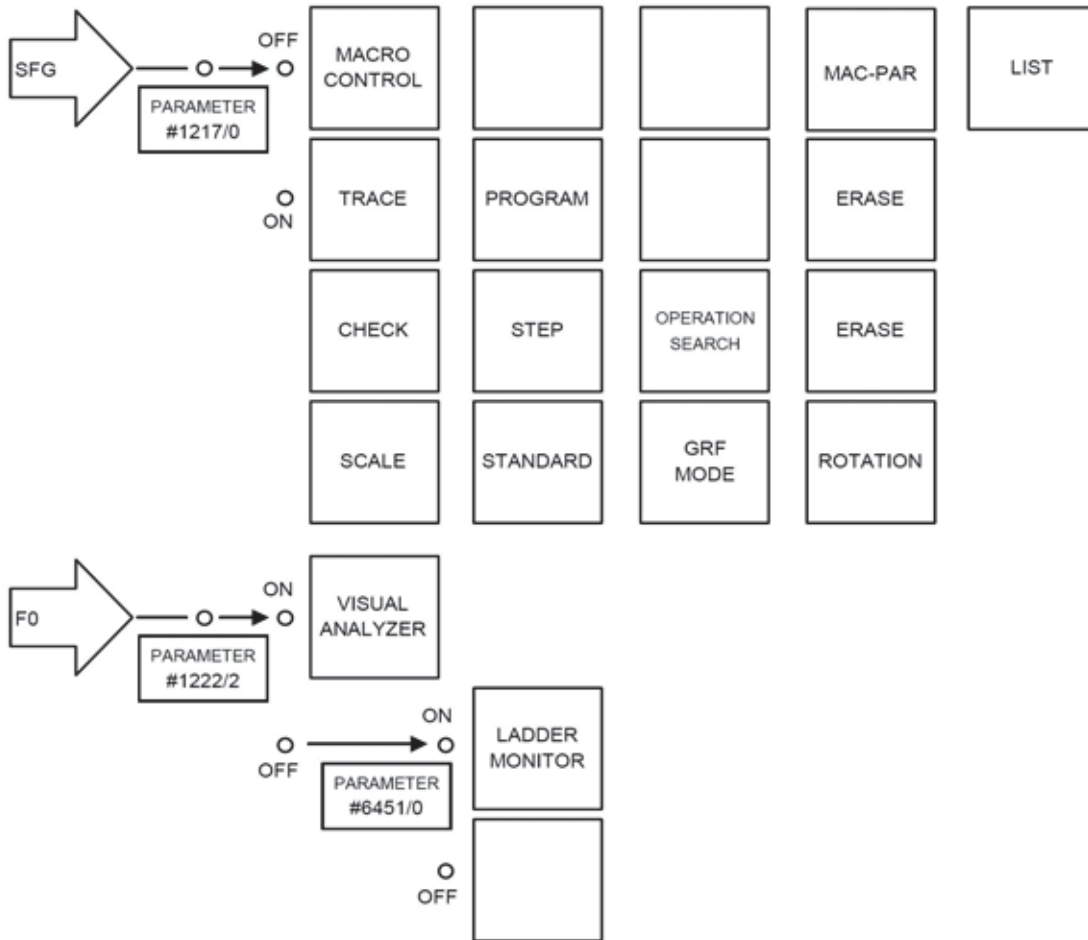 OFF
SFG
MACRO
CONTROL
MAC-PAR
LIST
PARAMETER
#1217/0
ON
TRACE
PROGRAM
ERASE
CHECK
STEP
OPERATION
SEARCH
ERASE
SCALE
STANDARD
GRF
MODE
ROTATION
ON
F0
VISUAL
ANALYZER
PARAMETER
#1222/2
ON
OFF
LADDER
MONITOR
PARAMETER
#6451/0
OFF